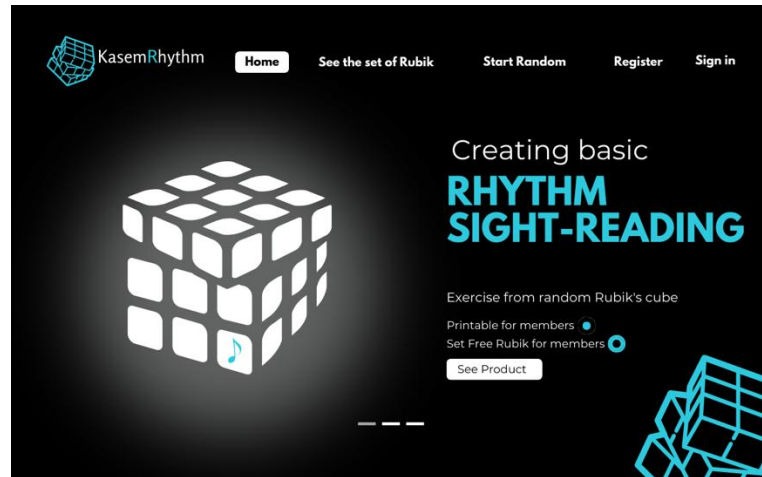 KasemRhythm
Home
See the set of Rubik
Start Random
Register
Sign in
Creating basic
RHYTHM
SIGHT-READING
Exercise from random Rubik's cube
Printable for members
Set Free Rubik for members
See Product